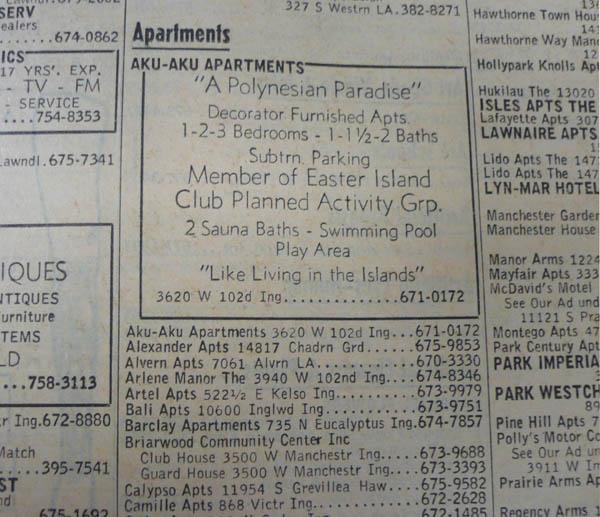 SERV
ealers
.......674-0862
ICS
17 YRS'. EXP.
- TV - FM
- SERVICE
....754-8353
Lawndl.675-7341
IQUES
NTIQUES
urniture
TEMS
LD
....758-3113
r Ing.672-8880
Match
......395-7541
ST
nd
675-1692
327 S Westrn LA.382-8271
Apartments
AKU-AKU APARTMENTS
"A Polynesian Paradise"
Decorator Furnished Apts.
1-2-3 Bedrooms - 1-1½-2 Baths
Subtrn. Parking
Member of Easter Island
Club Planned Activity Grp.
2 Sauna Baths - Swimming Pool
Play Area
"Like Living in the Islands"
3620 W 102d Ing..............671-0172
Aku-Aku Apartments 3620 W 102d Ing...671-0172
Alexander Apts 14817 Chadrn Grd......675-9853
Alvern Apts 7061 Alvrn LA............670-3330
Arlene Manor The 3940 W 102nd Ing....674-8346
Artel Apts 522½ E Kelso Ing..........673-9979
Bali Apts 10600 Inglwd Ing...........673-9751
Barclay Apartments 735 N Eucalyptus Ing.674-7857
Briarwood Community Center Inc
Club House 3500 W Manchestr Ing....673-9688
Guard House 3500 W Manchestr Ing...673-3393
Calypso Apts 11954 S Grevillea Haw....675-9582
Camille Apts 868 Victr Ing...........672-2628
672-1485
Hawthorne Town Hou
Hawthorne Way Man
Hollypark Knolls Apt
Hukilau The 13020
ISLES APTS THE
Lafayette Apts 307
LAWNAIRE APTS
Lido Apts The 147
Lido Apts The 147
LYN-MAR HOTEL
Manchester Garden
Manchester House
Manor Arms 1224
Mayfair Apts 333
McDavid's Motel
See Our Ad und
11121 S Pra
Montego Apts 47
Park Century Apt
PARK IMPERIA
PARK WESTCH
Pine Hill Apts 7
Polly's Motor Co
See Our Ad un
3911 W Im
Prairie Arms Ap
Regency Arms 1